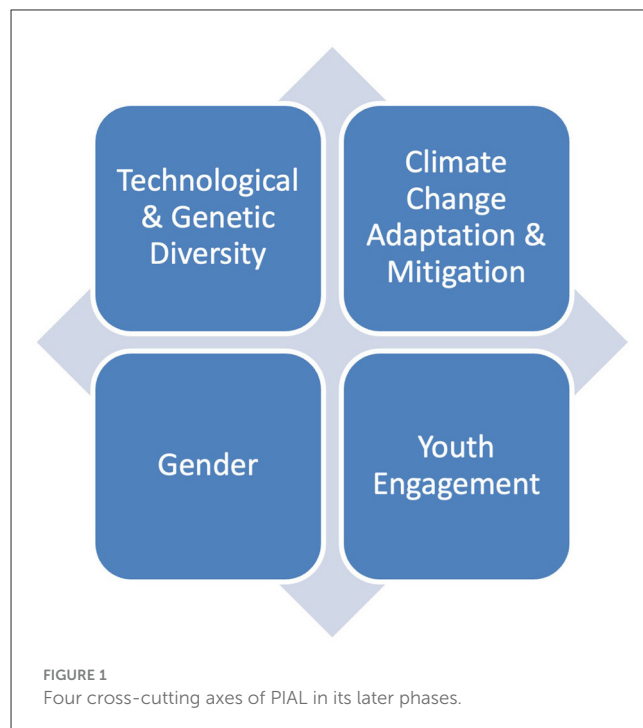 Technological
& Genetic
Diversity
Climate
Change
Adaptation &
Mitigation
Gender
Youth
Engagement
FIGURE 1
Four cross-cutting axes of PIAL in its later phases.